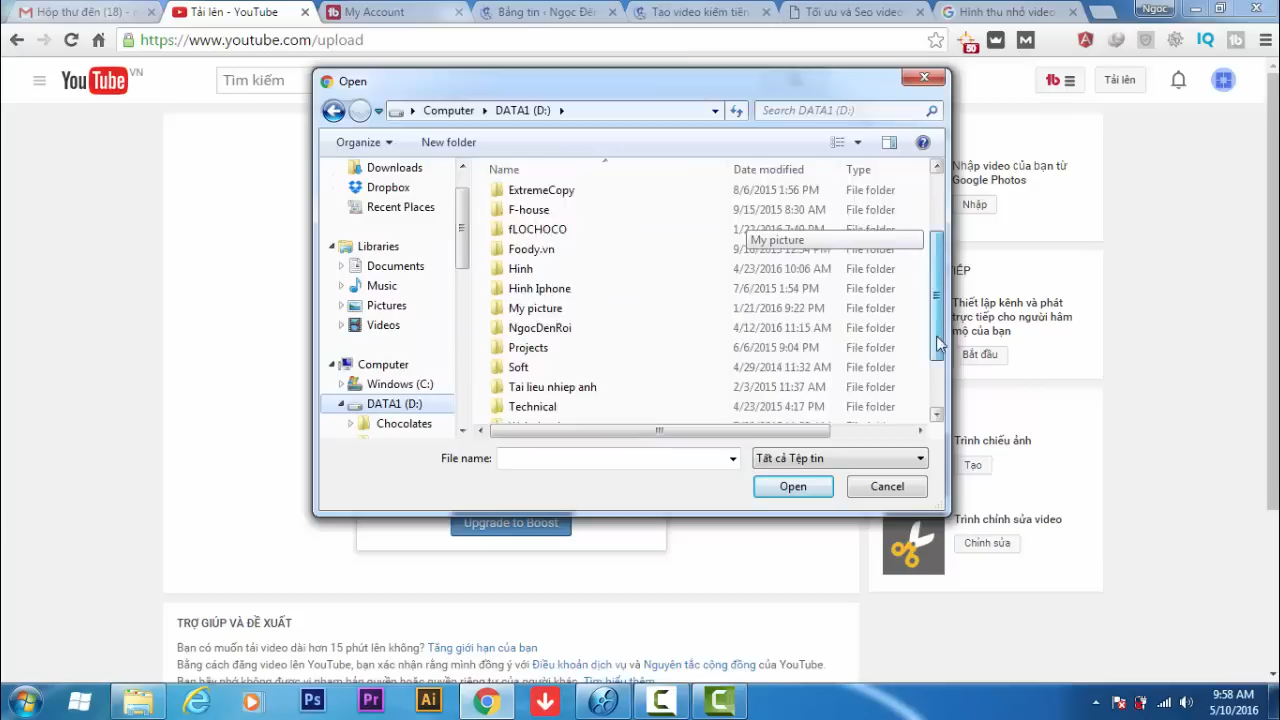 Hộp thư đến (18) - n
Tải lên - YouTube
My Account
Bảng tin ‹ Ngọc Đến
Tạo video kiếm tiền
Tối ưu và Seo video
Hình thu nhỏ video
Ngoc
https://www.youtube.com/upload
50
IQ
YouTube VN
Tìm kiếm
Tải lên
Open
Computer
DATA1 (D:)
Search DATA1 (D:)
Organize
New folder
Downloads
Dropbox
Recent Places
Libraries
Documents
Music
Pictures
Videos
Computer
Windows (C:)
DATA1 (D:)
Chocolates
Name Date modified Type
ExtremeCopy 8/6/2015 1:56 PM File folder
F-house 9/15/2015 8:30 AM File folder
fLOCHOCO File folder
Foody.vn File folder
Hinh 4/23/2016 10:06 AM File folder
Hinh Iphone 7/6/2015 1:54 PM File folder
My picture 1/21/2016 9:22 PM File folder
NgocDenRoi 4/12/2016 11:15 AM File folder
Projects 6/6/2015 9:04 PM File folder
Soft 4/29/2014 11:32 AM File folder
Tai lieu nhiep anh 2/3/2015 11:37 AM File folder
Technical 4/23/2015 4:17 PM File folder
My picture
File name:
Tất cả Tệp tin
Open
Cancel
Nhập video của bạn từ
Google Photos
Nhập
TIẾP
Thiết lập kênh và phát
trực tiếp cho người hâm
mộ của bạn
Bắt đầu
Trình chiếu ảnh
Tạo
Trình chỉnh sửa video
Chỉnh sửa
Upgrade to Boost
TRỢ GIÚP VÀ ĐỀ XUẤT
Bạn có muốn tải video dài hơn 15 phút lên không? Tăng giới hạn của bạn
Bằng cách đăng video lên YouTube, bạn xác nhận rằng mình đồng ý với Điều khoản dịch vụ và Nguyên tắc cộng đồng của YouTube.
Ps
Pr
Ai
9:58 AM
5/10/2016